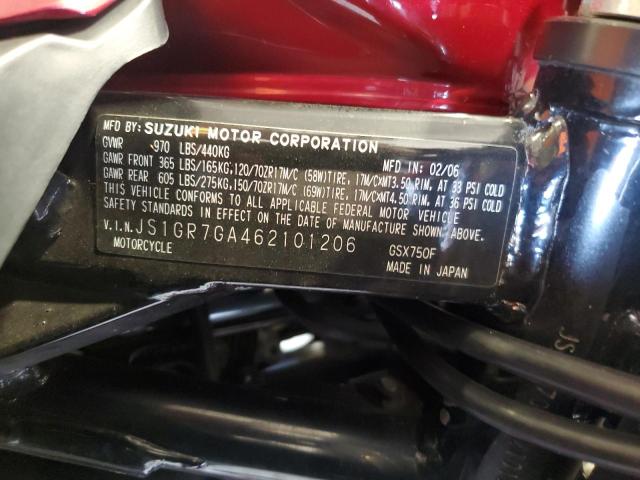 MFD BY: SUZUKI MOTOR CORPORATION
GVWR 970 LBS/440KG MFD IN: 02/06
GAWR FRONT 365 LBS/165KG,120/70ZR17M/C (58W)TIRE, 17M/CXMT3.50 RIM, AT 33 PSI COLD
GAWR REAR 605 LBS/275KG,150/70ZR17M/C (69W)TIRE, 17M/CXMT4.50 RIM, AT 36 PSI COLD
THIS VEHICLE CONFORMS TO ALL APPLICABLE FEDERAL MOTOR VEHICLE
SAFETY STANDARDS IN EFFECT ON THE DATE OF MANUFACTURE SHOWN ABOVE.
V.I.N. JS1GR7GA462101206 GSX750F
MOTORCYCLE MADE IN JAPAN
JS